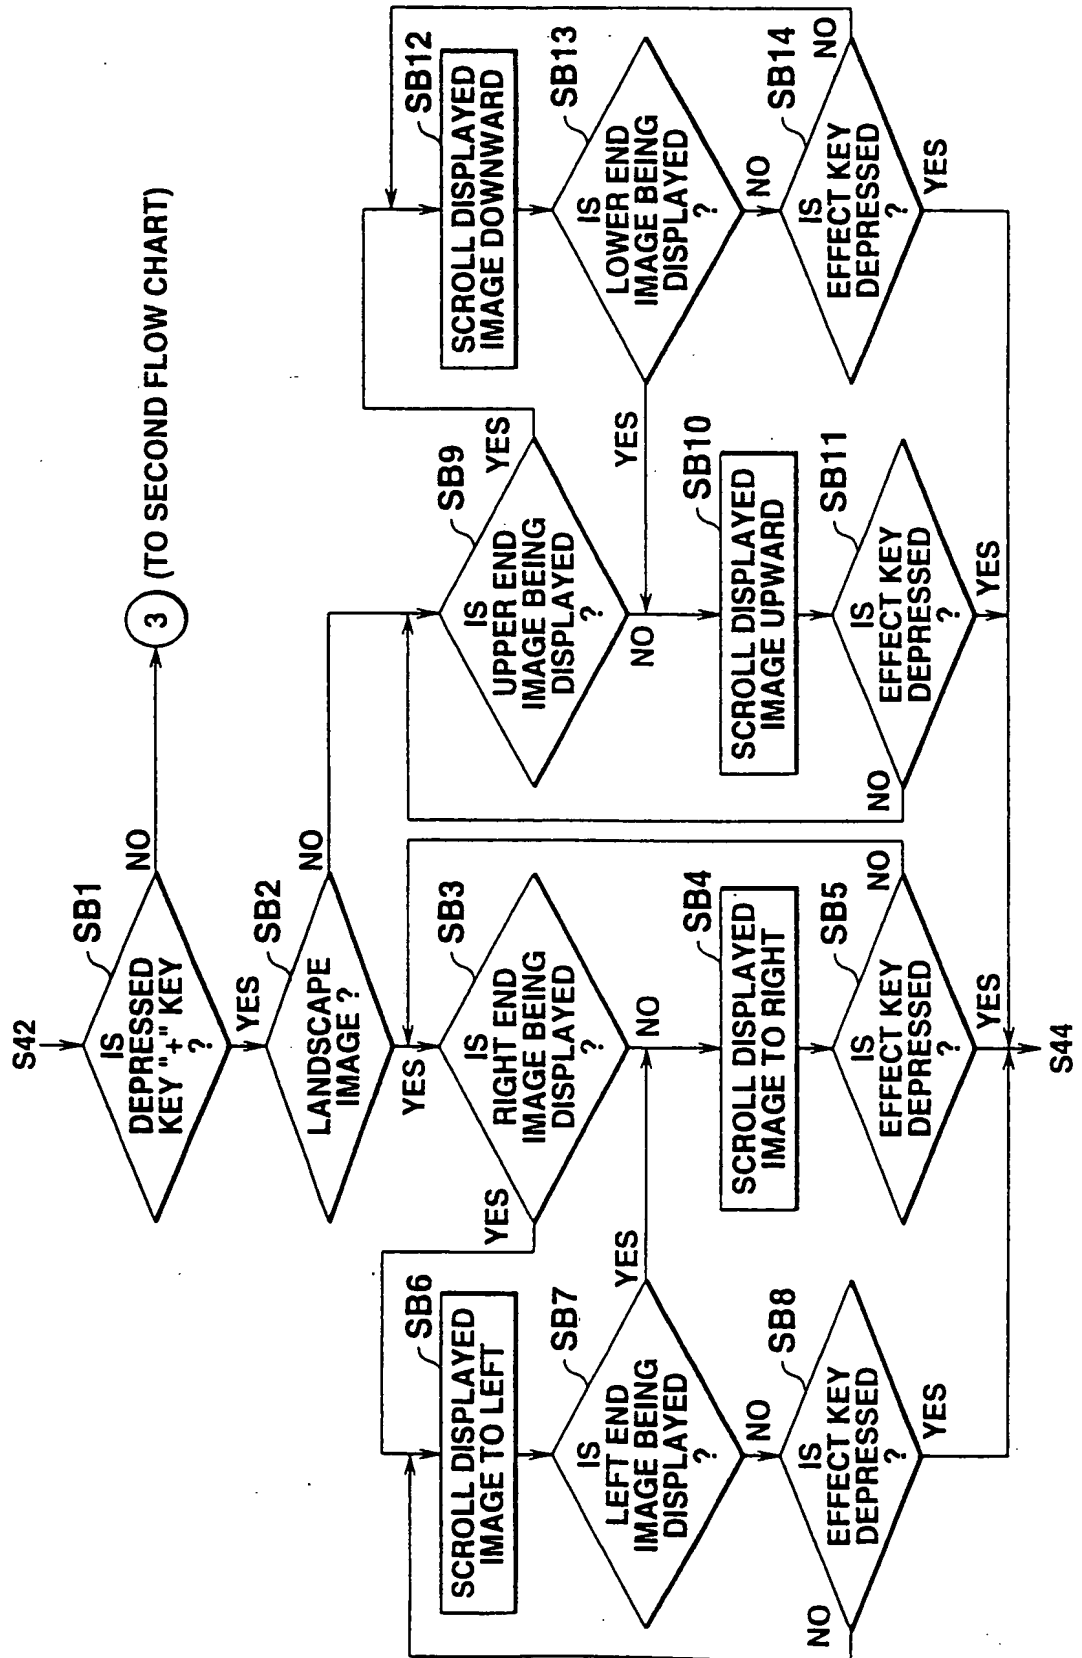 S42
SB1
IS
DEPRESSED
KEY "+" KEY
?
NO
3 (TO SECOND FLOW CHART)
YES
SB2
LANDSCAPE
IMAGE ?
NO
YES
SB3
IS
RIGHT END
IMAGE BEING
DISPLAYED
?
YES
NO
SB4
SCROLL DISPLAYED
IMAGE TO RIGHT
SB5
IS
EFFECT KEY
DEPRESSED
?
NO
YES
SB6
SCROLL DISPLAYED
IMAGE TO LEFT
SB7
IS
LEFT END
IMAGE BEING
DISPLAYED
?
YES
NO
SB8
IS
EFFECT KEY
DEPRESSED
?
NO
YES
SB9
IS
UPPER END
IMAGE BEING
DISPLAYED
?
YES
NO
SB10
SCROLL DISPLAYED
IMAGE UPWARD
SB11
IS
EFFECT KEY
DEPRESSED
?
NO
YES
SB12
SCROLL DISPLAYED
IMAGE DOWNWARD
SB13
IS
LOWER END
IMAGE BEING
DISPLAYED
?
YES
NO
SB14
IS
EFFECT KEY
DEPRESSED
?
NO
YES
S44